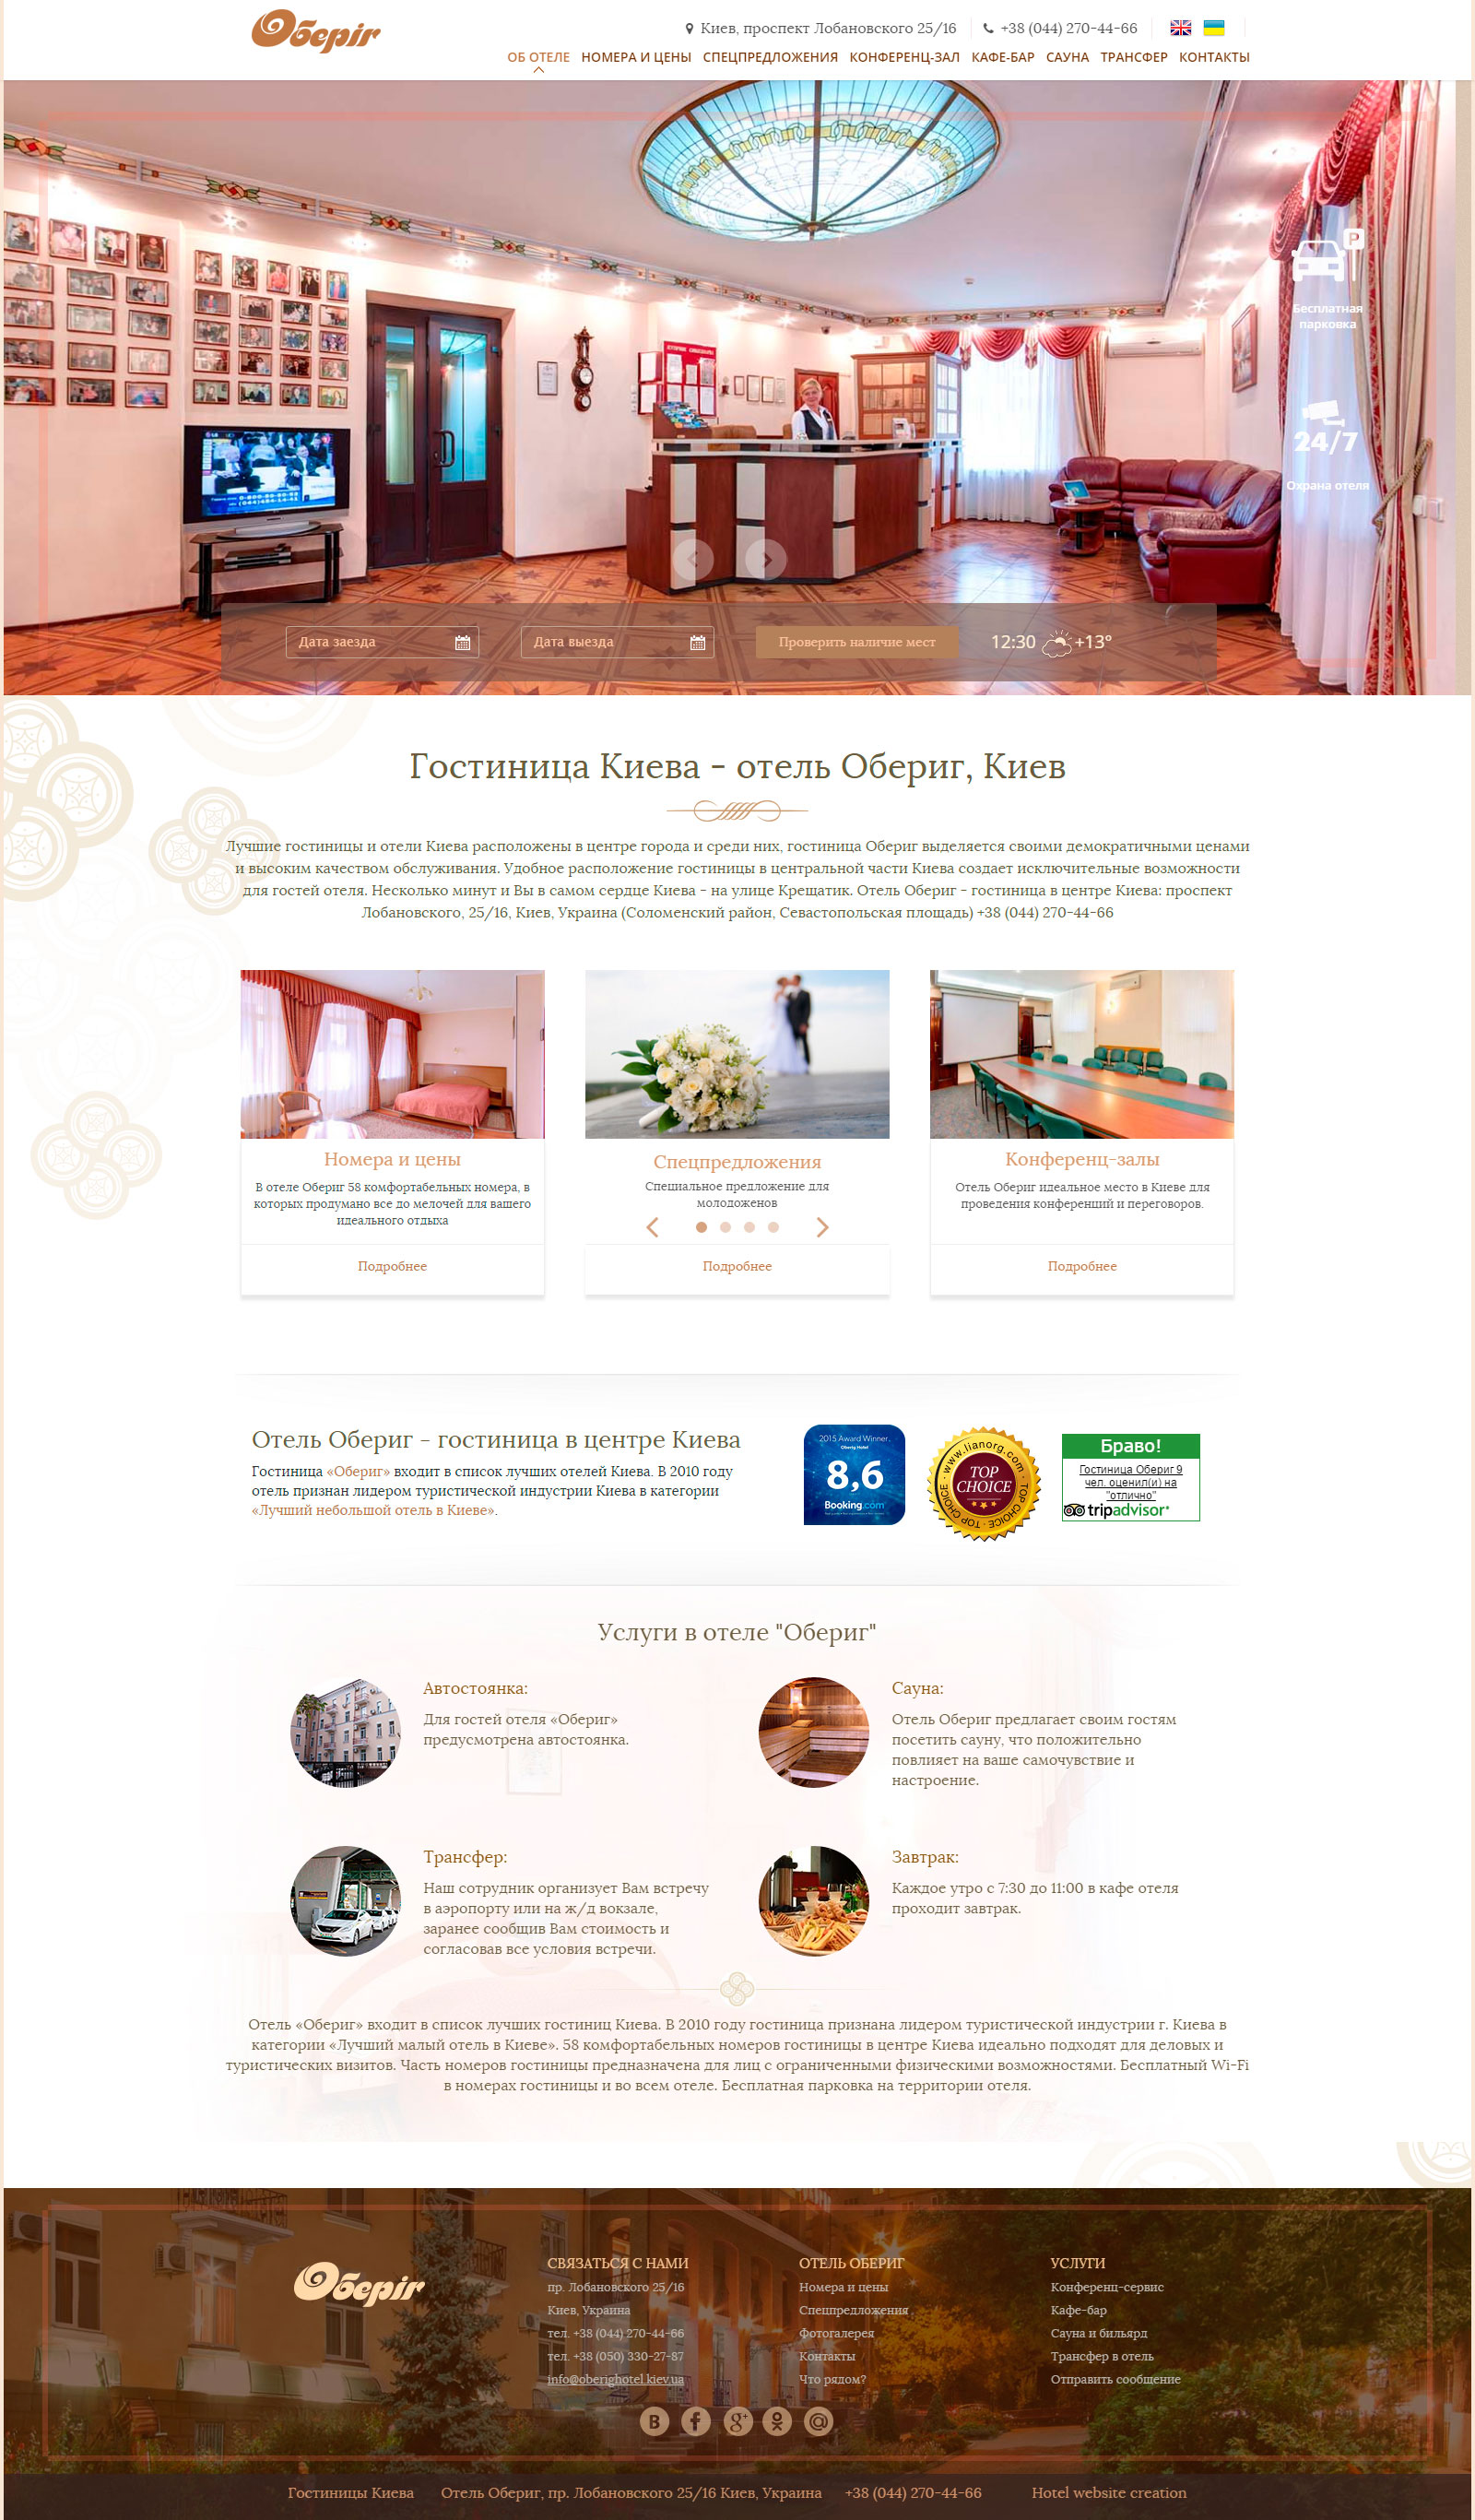 Оберіг
Киев, проспект Лобановского 25/16
+38 (044) 270-44-66
ОБ ОТЕЛЕ НОМЕРА И ЦЕНЫ СПЕЦПРЕДЛОЖЕНИЯ КОНФЕРЕНЦ-ЗАЛ КАФЕ-БАР САУНА ТРАНСФЕР КОНТАКТЫ
P
Бесплатная
парковка
24/7
Охрана отеля
Дата заезда
Дата выезда
Проверить наличие мест
12:30 +13°
Гостиница Киева - отель Обериг, Киев
Лучшие гостиницы и отели Киева расположены в центре города и среди них, гостиница Обериг выделяется своими демократичными ценами
и высоким качеством обслуживания. Удобное расположение гостиницы в центральной части Киева создает исключительные возможности
для гостей отеля. Несколько минут и Вы в самом сердце Киева - на улице Крещатик. Отель Обериг - гостиница в центре Киева: проспект
Лобановского, 25/16, Киев, Украина (Соломенский район, Севастопольская площадь) +38 (044) 270-44-66
Номера и цены
В отеле Обериг 58 комфортабельных номера, в
которых продумано все до мелочей для вашего
идеального отдыха
Подробнее
Спецпредложения
Специальное предложение для
молодоженов
Подробнее
Конференц-залы
Отель Обериг идеальное место в Киеве для
проведения конференций и переговоров.
Подробнее
Отель Обериг - гостиница в центре Киева
Гостиница «Обериг» входит в список лучших отелей Киева. В 2010 году
отель признан лидером туристической индустрии Киева в категории
«Лучший небольшой отель в Киеве».
2015 Award Winner.
Oberig Hotel
8,6
Booking.com
www.lianorg.com
TOP
CHOICE
TOP CHOICE · TOP CHOICE
Браво!
Гостиница Обериг 9
чел. оценил(и) на
"отлично"
tripadvisor
Услуги в отеле "Обериг"
Автостоянка:
Для гостей отеля «Обериг»
предусмотрена автостоянка.
Сауна:
Отель Обериг предлагает своим гостям
посетить сауну, что положительно
повлияет на ваше самочувствие и
настроение.
Трансфер:
Наш сотрудник организует Вам встречу
в аэропорту или на ж/д вокзале,
заранее сообщив Вам стоимость и
согласовав все условия встречи.
Завтрак:
Каждое утро с 7:30 до 11:00 в кафе отеля
проходит завтрак.
Отель «Обериг» входит в список лучших гостиниц Киева. В 2010 году гостиница признана лидером туристической индустрии г. Киева в
категории «Лучший малый отель в Киеве». 58 комфортабельных номеров гостиницы в центре Киева идеально подходят для деловых и
туристических визитов. Часть номеров гостиницы предназначена для лиц с ограниченными физическими возможностями. Бесплатный Wi-Fi
в номерах гостиницы и во всем отеле. Бесплатная парковка на территории отеля.
Оберіг
СВЯЗАТЬСЯ С НАМИ
пр. Лобановского 25/16
Киев, Украина
тел. +38 (044) 270-44-66
тел. +38 (050) 330-27-87
info@oberighotel.kiev.ua
ОТЕЛЬ ОБЕРИГ
Номера и цены
Спецпредложения
Фотогалерея
Контакты
Что рядом?
УСЛУГИ
Конференц-сервис
Кафе-бар
Сауна и бильярд
Трансфер в отель
Отправить сообщение
Гостиницы Киева Отель Обериг, пр. Лобановского 25/16 Киев, Украина +38 (044) 270-44-66 Hotel website creation